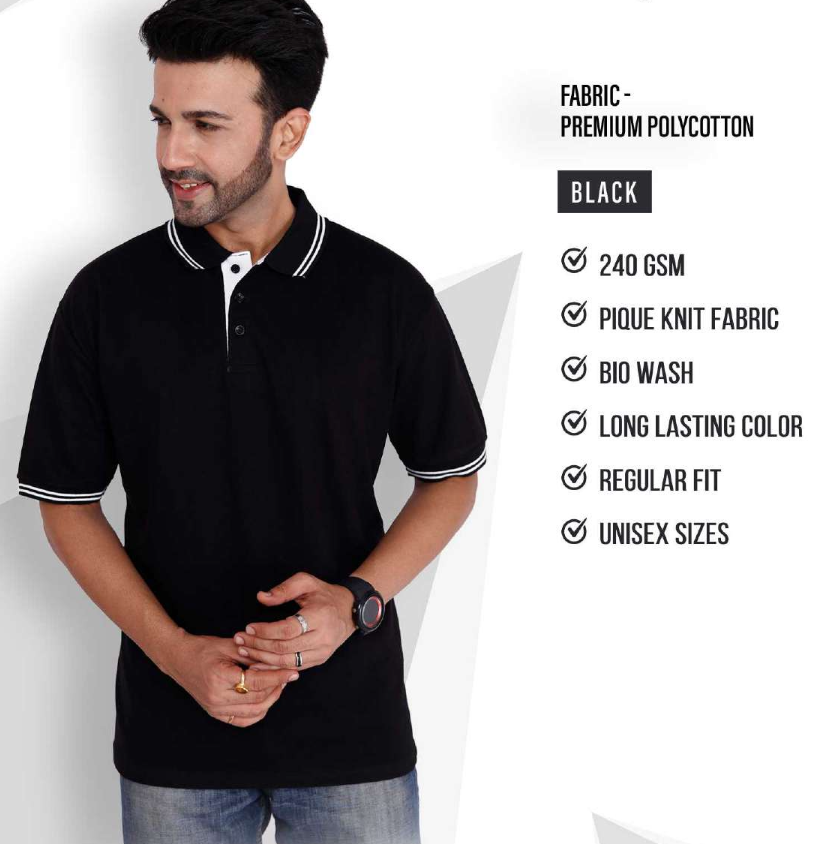 FABRIC -
PREMIUM POLYCOTTON
BLACK
240 GSM
PIQUE KNIT FABRIC
BIO WASH
LONG LASTING COLOR
REGULAR FIT
UNISEX SIZES